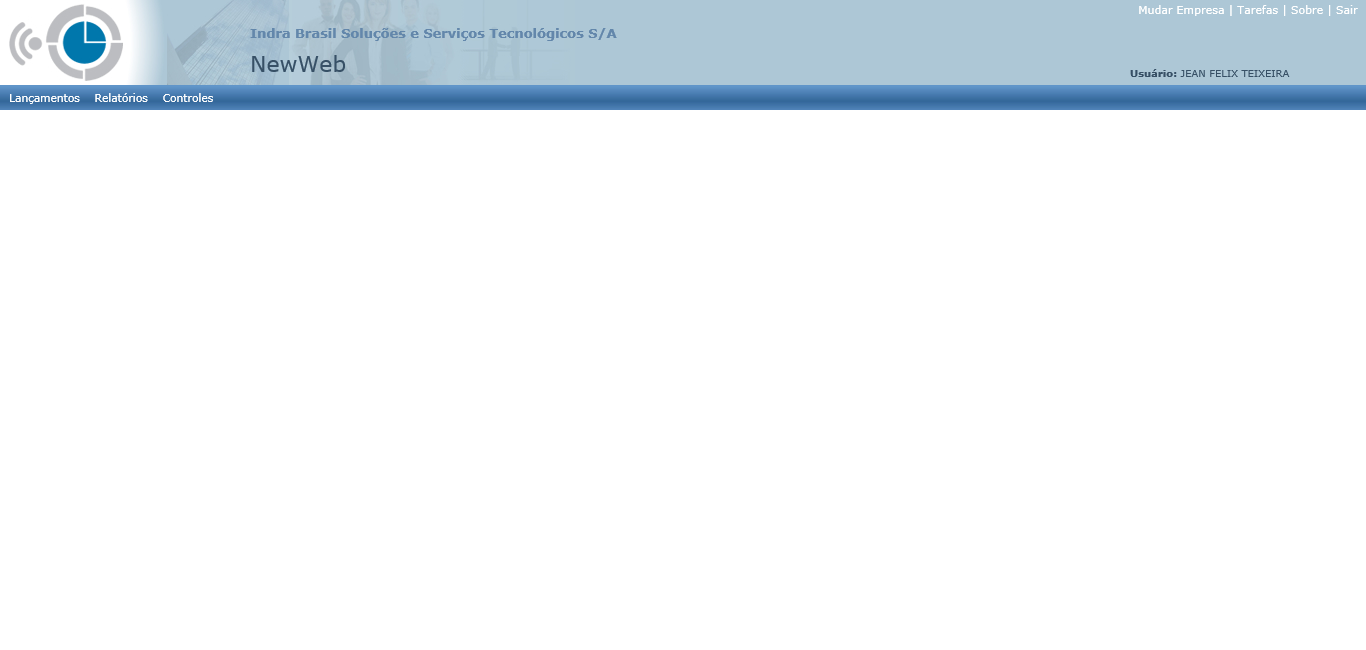 Mudar Empresa | Tarefas | Sobre | Sair
Indra Brasil Soluções e Serviços Tecnológicos S/A
NewWeb
Usuário: JEAN FELIX TEIXEIRA
Lançamentos Relatórios Controles